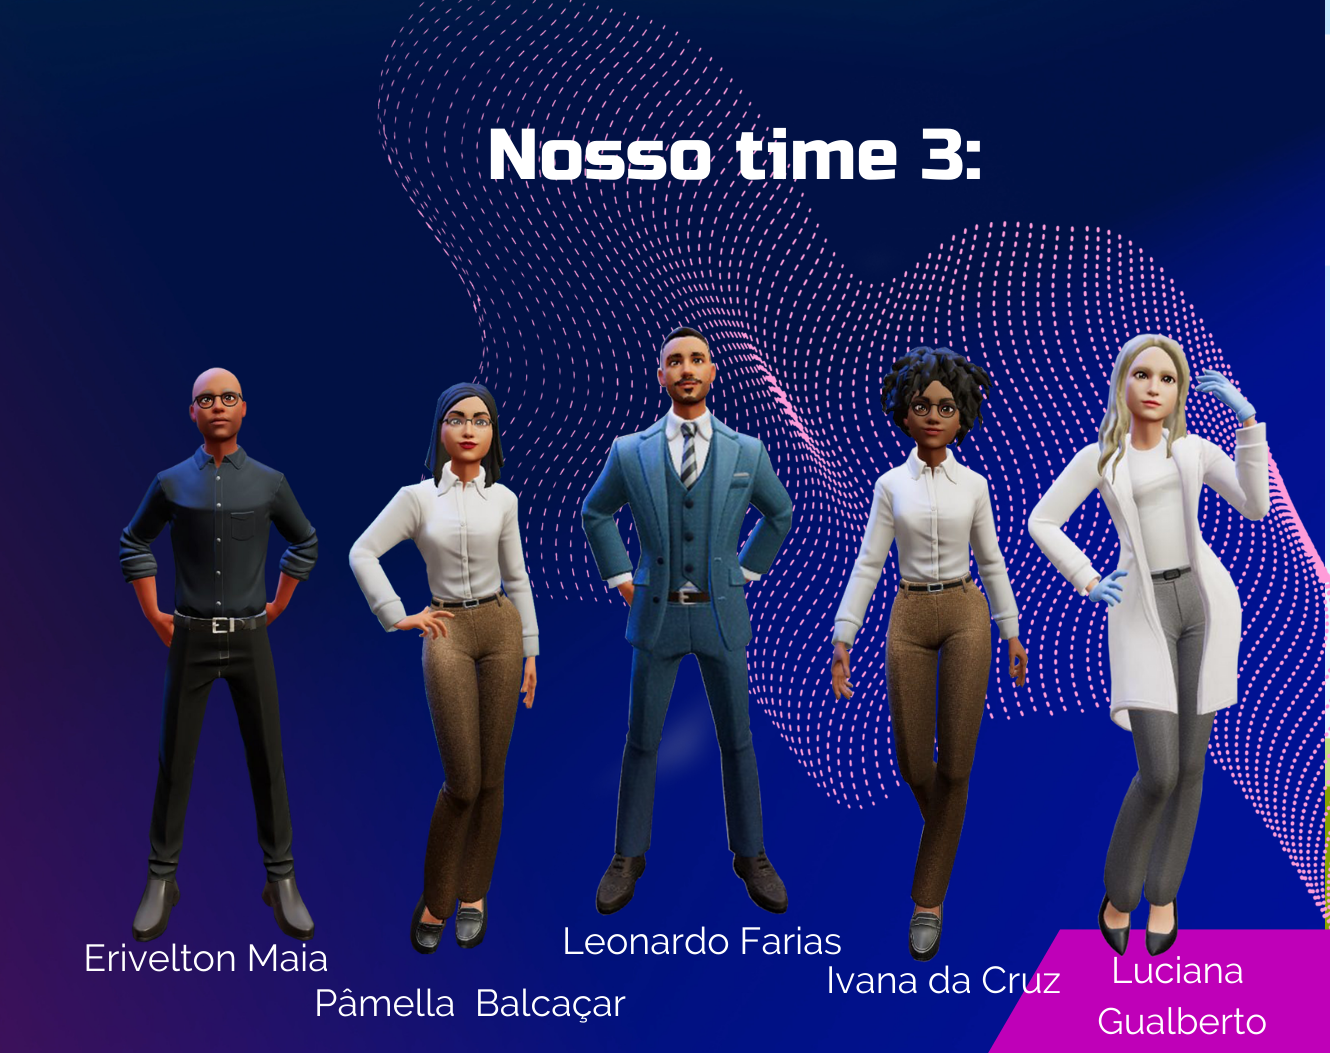 Nosso time 3:
Erivelton Maia
Pâmella Balcaçar
Leonardo Farias
Ivana da Cruz
Luciana
Gualberto